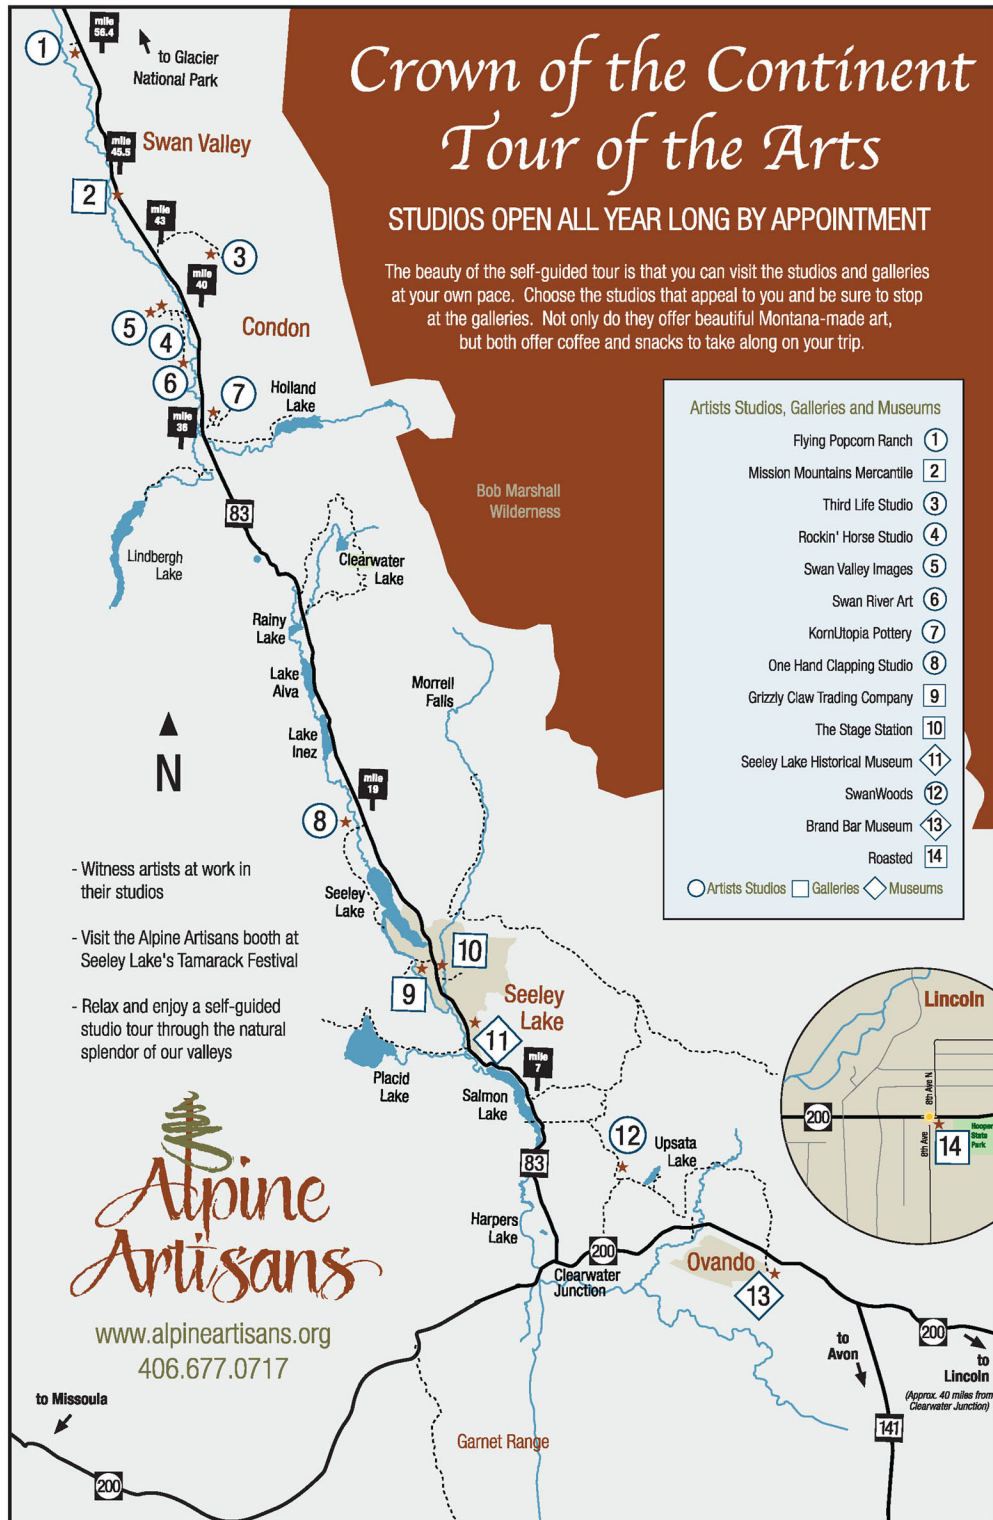 Crown of the Continent
Tour of the Arts
STUDIOS OPEN ALL YEAR LONG BY APPOINTMENT
The beauty of the self-guided tour is that you can visit the studios and galleries
at your own pace. Choose the studios that appeal to you and be sure to stop
at the galleries. Not only do they offer beautiful Montana-made art,
but both offer coffee and snacks to take along on your trip.
mile
56.4
1
to Glacier
National Park
mile
45.5
Swan Valley
2
mile
43
3
mile
40
5
4
Condon
6
7
mile
36
Holland
Lake
83
Lindbergh
Lake
Clearwater
Lake
Bob Marshall
Wilderness
Rainy
Lake
Lake
Alva
Lake
Inez
Morrell
Falls
N
mile
19
8
Seeley
Lake
10
9
Seeley
Lake
11
Placid
Lake
mile
7
Salmon
Lake
12
Upsata
Lake
83
Harpers
Lake
200
Clearwater
Junction
Ovando
13
200
to
Avon
to
Lincoln
(Approx. 40 miles from
Clearwater Junction)
141
Garnet Range
to Missoula
200
Artists Studios, Galleries and Museums
Flying Popcorn Ranch 1
Mission Mountains Mercantile 2
Third Life Studio 3
Rockin' Horse Studio 4
Swan Valley Images 5
Swan River Art 6
KornUtopia Pottery 7
One Hand Clapping Studio 8
Grizzly Claw Trading Company 9
The Stage Station 10
Seeley Lake Historical Museum 11
SwanWoods 12
Brand Bar Museum 13
Roasted 14
Artists Studios Galleries Museums
Lincoln
200
8th Ave N
8th Ave
14
Hooper
State
Park
- Witness artists at work in
their studios
- Visit the Alpine Artisans booth at
Seeley Lake's Tamarack Festival
- Relax and enjoy a self-guided
studio tour through the natural
splendor of our valleys
Alpine
Artisans
www.alpineartisans.org
406.677.0717